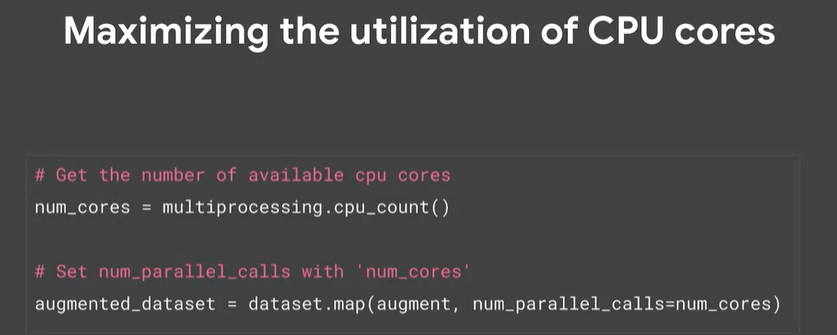 Maximizing the utilization of CPU cores
# Get the number of available cpu cores
num_cores = multiprocessing.cpu_count()
# Set num_parallel_calls with 'num_cores'
augmented_dataset = dataset.map(augment, num_parallel_calls=num_cores)